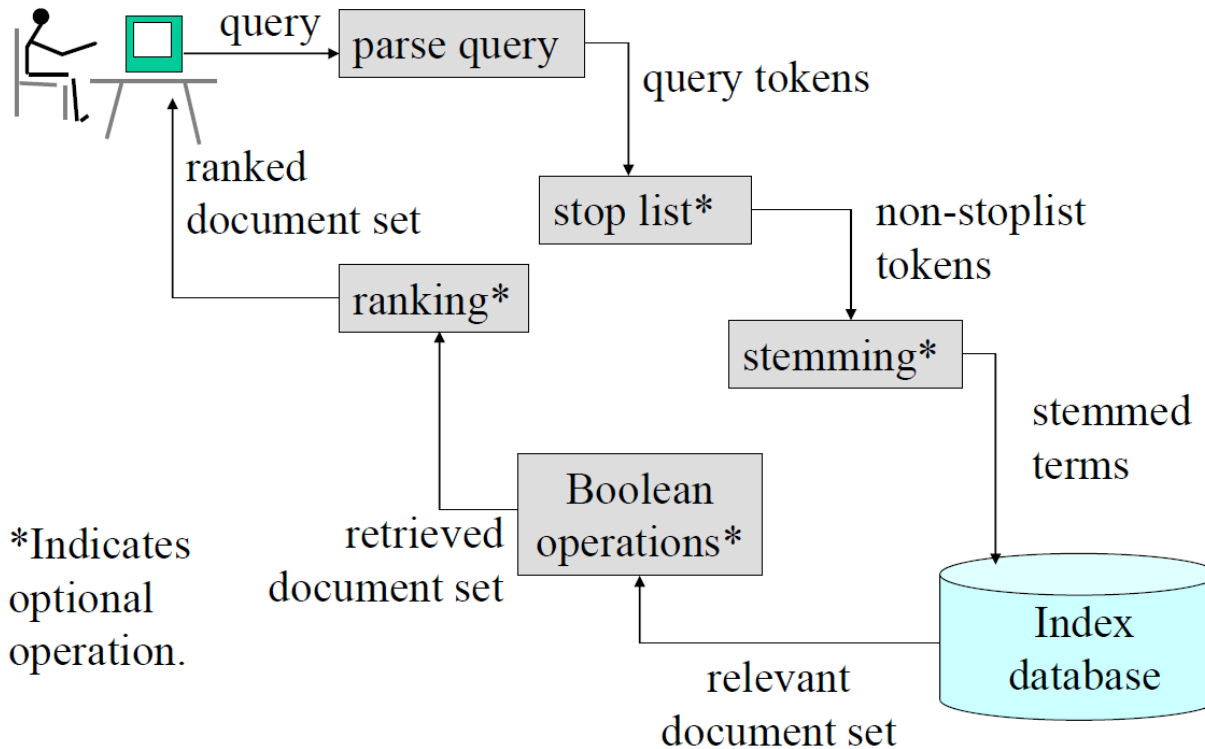 query
parse query
query tokens
ranked
document set
stop list*
non-stoplist
tokens
ranking*
stemming*
stemmed
terms
Boolean
operations*
retrieved
document set
*Indicates
optional
operation.
Index
database
relevant
document set